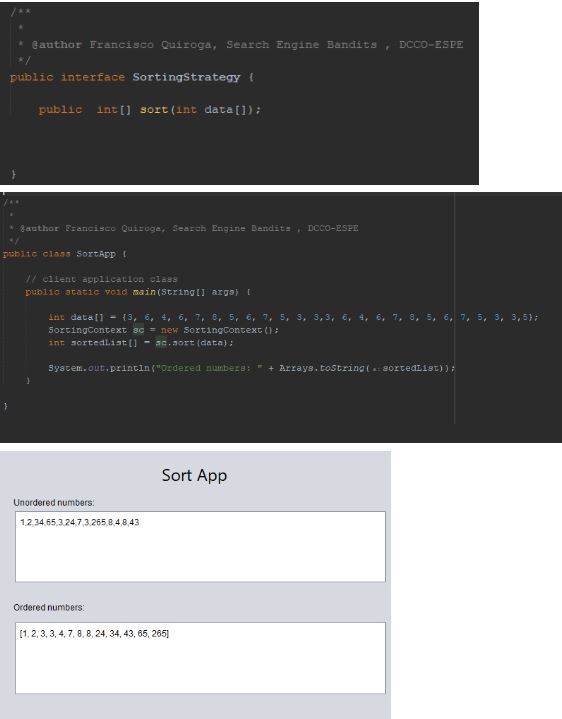 /**
*
* @author Francisco Quiroga, Search Engine Bandits , DCCO-ESPE
*/
public interface SortingStrategy {
public int[] sort(int data[]);
}
/**
*
* @author Francisco Quiroga, Search Engine Bandits , DCCO-ESPE
*/
public class SortApp {
// client application class
public static void main(String[] args) {
int data[] = {3, 6, 4, 6, 7, 8, 5, 6, 7, 5, 3, 3,3, 6, 4, 6, 7, 8, 5, 6, 7, 5, 3, 3,5};
SortingContext sc = new SortingContext();
int sortedList[] = sc.sort(data);
System.out.println("Ordered numbers: " + Arrays.toString( a: sortedList));
}
}
Sort App
Unordered numbers:
1,2,34,65,3,24,7,3,265,8,4,8,43
Ordered numbers:
[1, 2, 3, 3, 4, 7, 8, 8, 24, 34, 43, 65, 265]